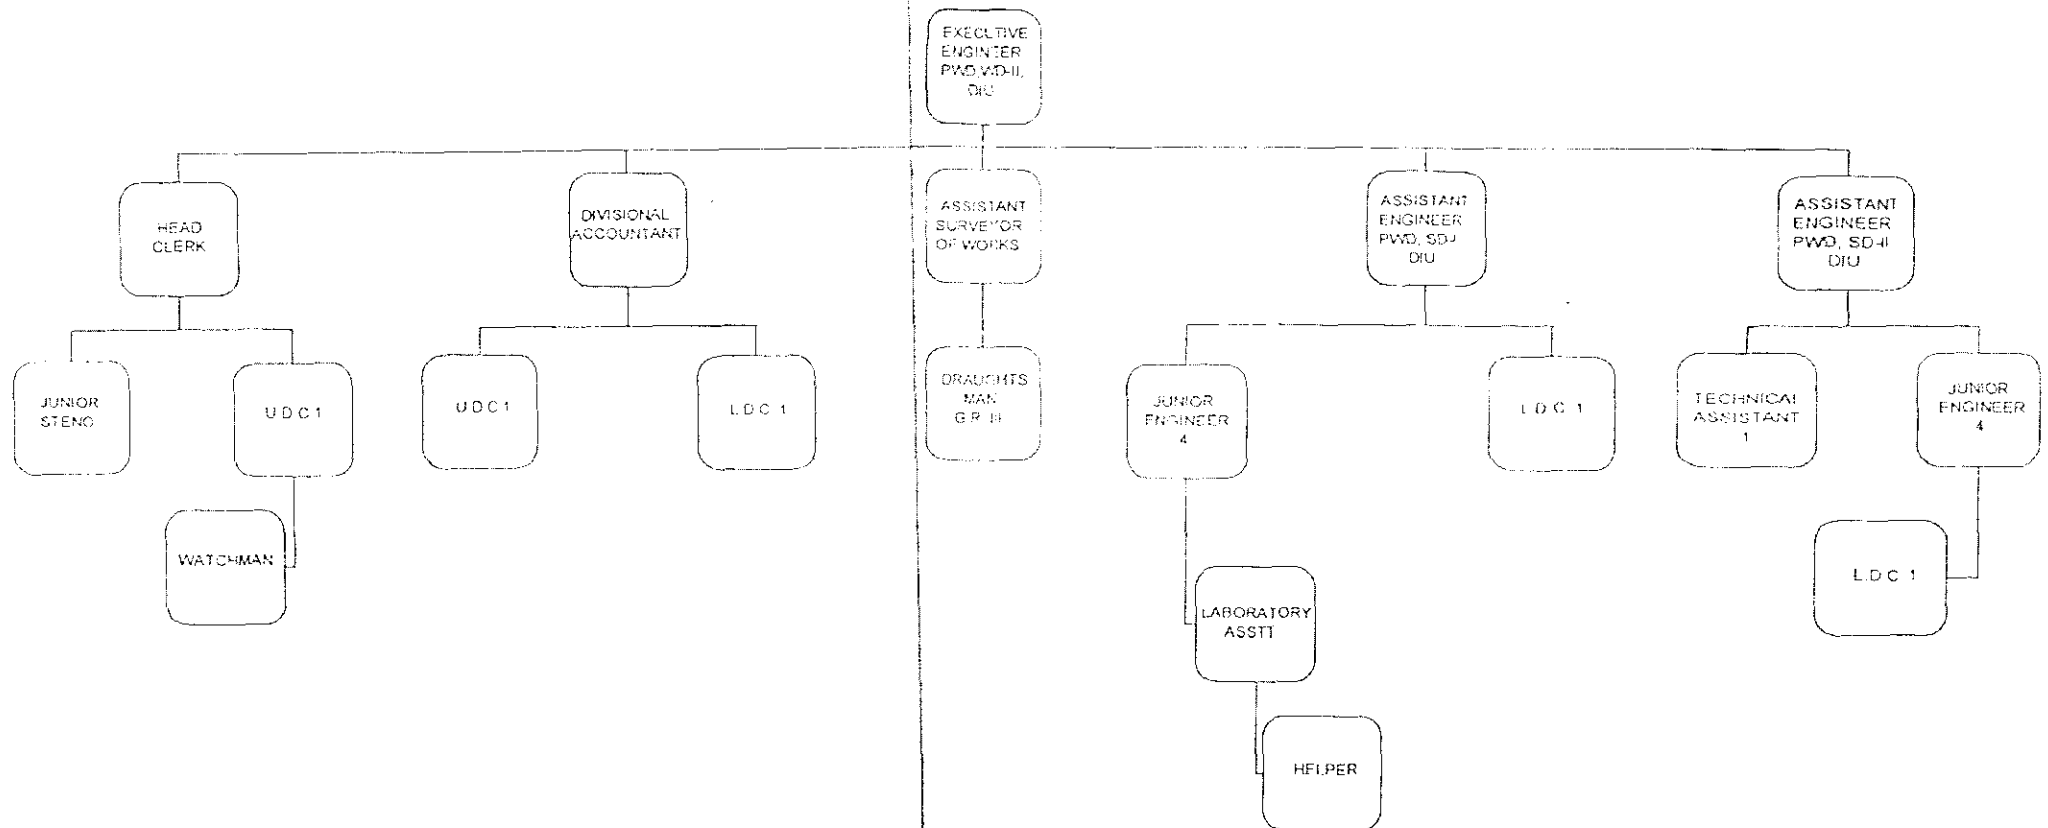 EXECUTIVE
ENGINEER
PWD,WD-II,
DIU
HEAD
CLERK
DIVISIONAL
ACCOUNTANT
ASSISTANT
SURVEYOR
OF WORKS
ASSISTANT
ENGINEER
PWD, SD-I
DIU
ASSISTANT
ENGINEER
PWD, SD-II
DIU
JUNIOR
STENO
U.D.C 1
U.D.C 1
L.D.C 1
DRAUGHTS
MAN
GR III
JUNIOR
ENGINEER
4
L.D.C 1
TECHNICAL
ASSISTANT
1
JUNIOR
ENGINEER
4
WATCHMAN
L.D.C 1
LABORATORY
ASSTT
HELPER